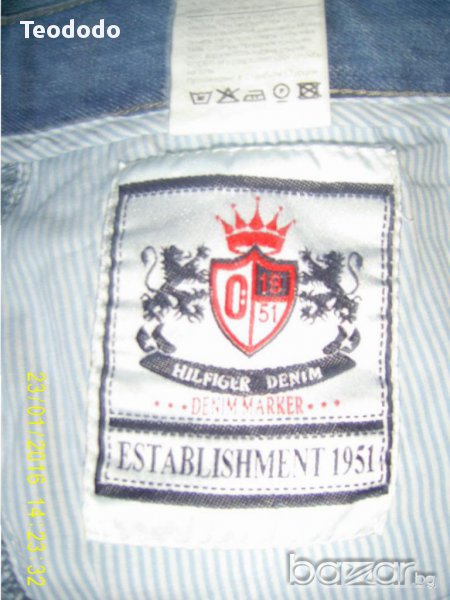 Teododo
O:
19
51
HILFIGER DENIM
DENIM MARKER
ESTABLISHMENT 1951
23/01/2016 14:23:32
bazar.bg